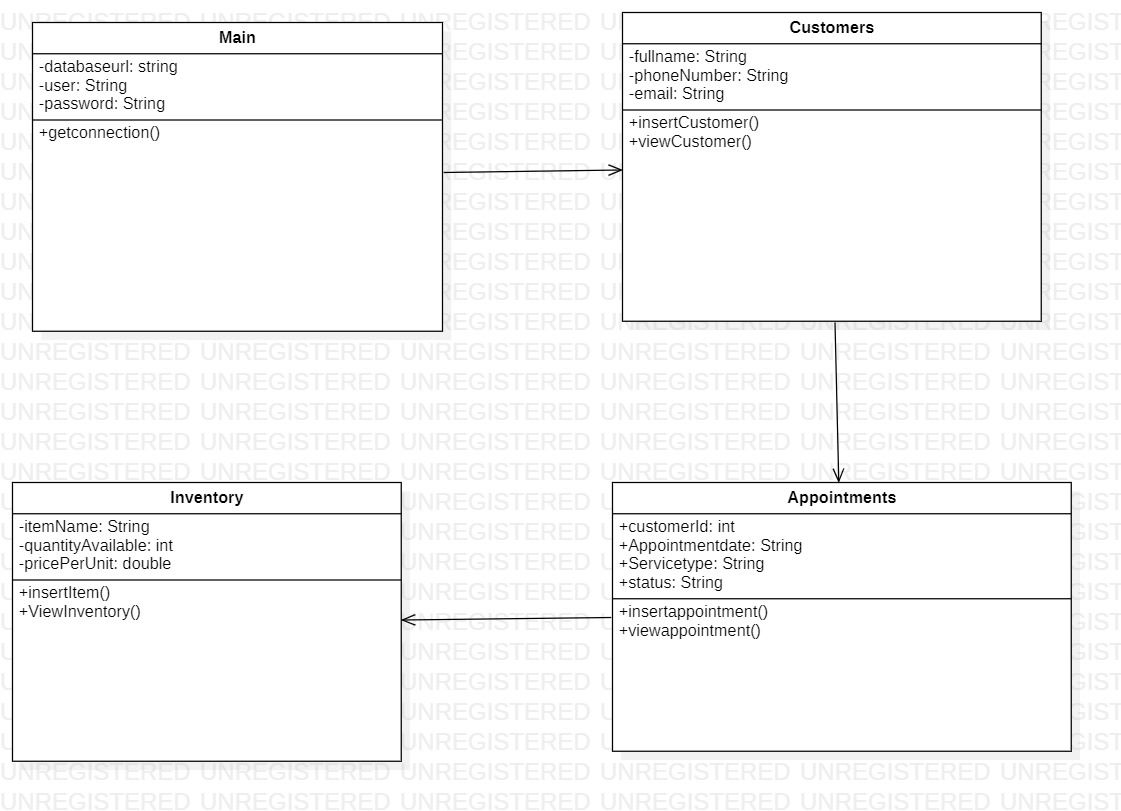 Main
-databaseurl: string
-user: String
-password: String
+getconnection()
Customers
-fullname: String
-phoneNumber: String
-email: String
+insertCustomer()
+viewCustomer()
Inventory
-itemName: String
-quantityAvailable: int
-pricePerUnit: double
+insertItem()
+ViewInventory()
Appointments
+customerId: int
+Appointmentdate: String
+Servicetype: String
+status: String
+insertappointment()
+viewappointment()
UNREGISTERED UNREGISTERED UNREGISTERED UNREGISTERED UNREGISTERED